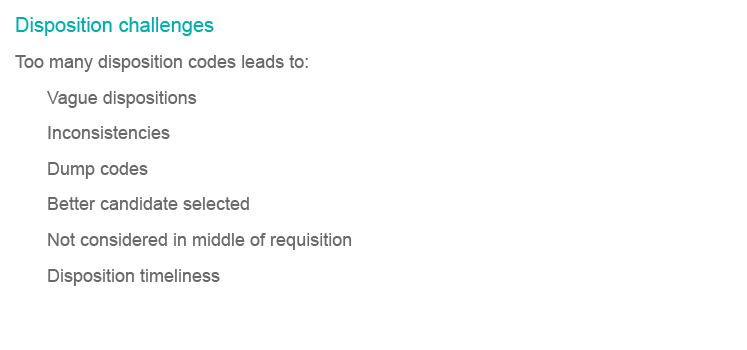 Disposition challenges
Too many disposition codes leads to:
Vague dispositions
Inconsistencies
Dump codes
Better candidate selected
Not considered in middle of requisition
Disposition timeliness